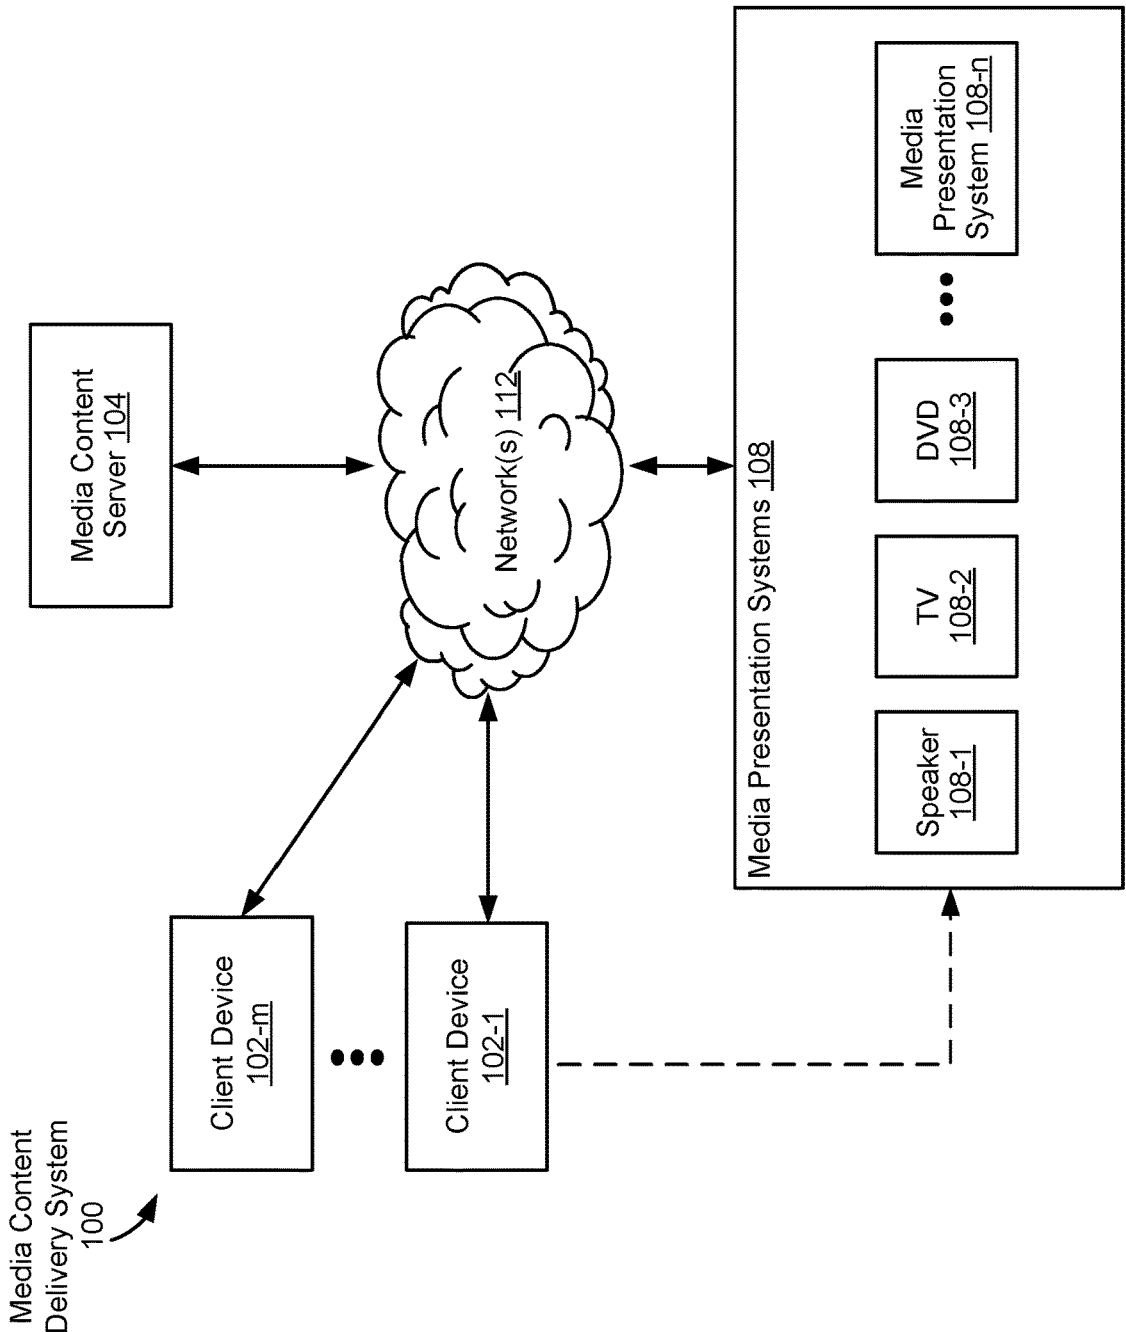 Media Content
Delivery System
100
Client Device
102-m
Client Device
102-1
Media Content
Server 104
Network(s) 112
Media Presentation Systems 108
Speaker
108-1
TV
108-2
DVD
108-3
Media
Presentation
System 108-n